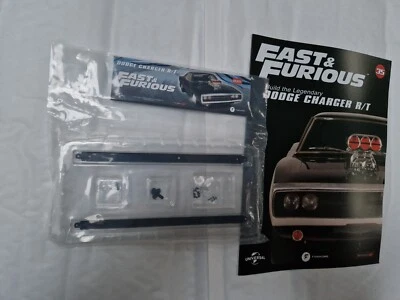 DODGE CHARGER R/T
FAST &
FURIOUS
FAST &
FURIOUS
35
Build the Legendary
DODGE CHARGER R/T
UNIVERSAL